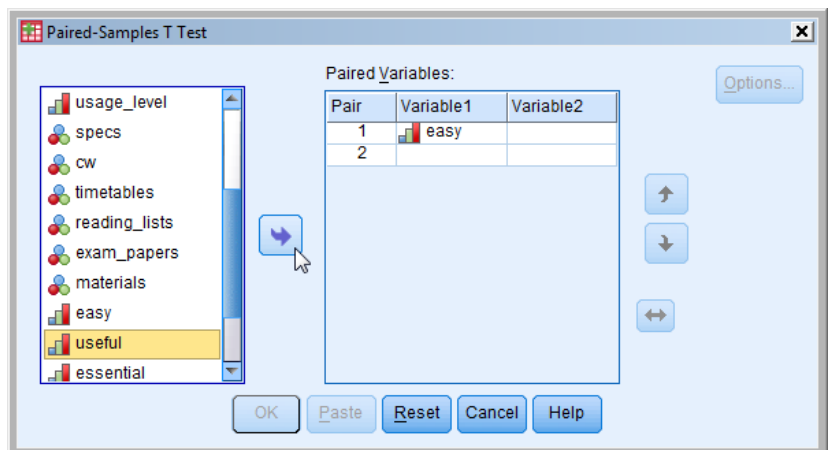 Paired-Samples T Test
Paired Variables:
Options...
usage_level
specs
cw
timetables
reading_lists
exam_papers
materials
easy
useful
essential
Pair Variable1 Variable2
1 easy
2
OK Paste Reset Cancel Help